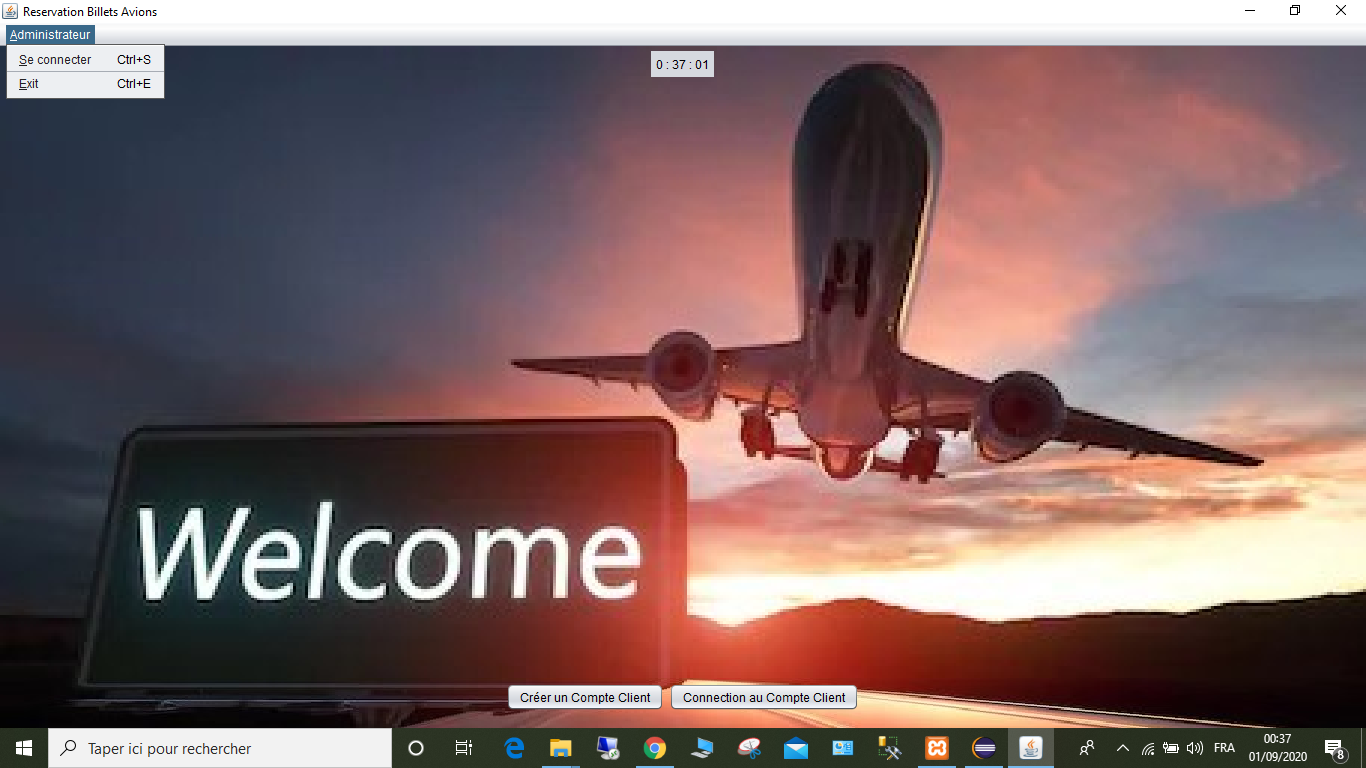 Reservation Billets Avions
Administrateur
Se connecter Ctrl+S
Exit Ctrl+E
0 : 37 : 01
Welcome
Créer un Compte Client Connection au Compte Client
Taper ici pour rechercher
FRA
00:37
01/09/2020
8